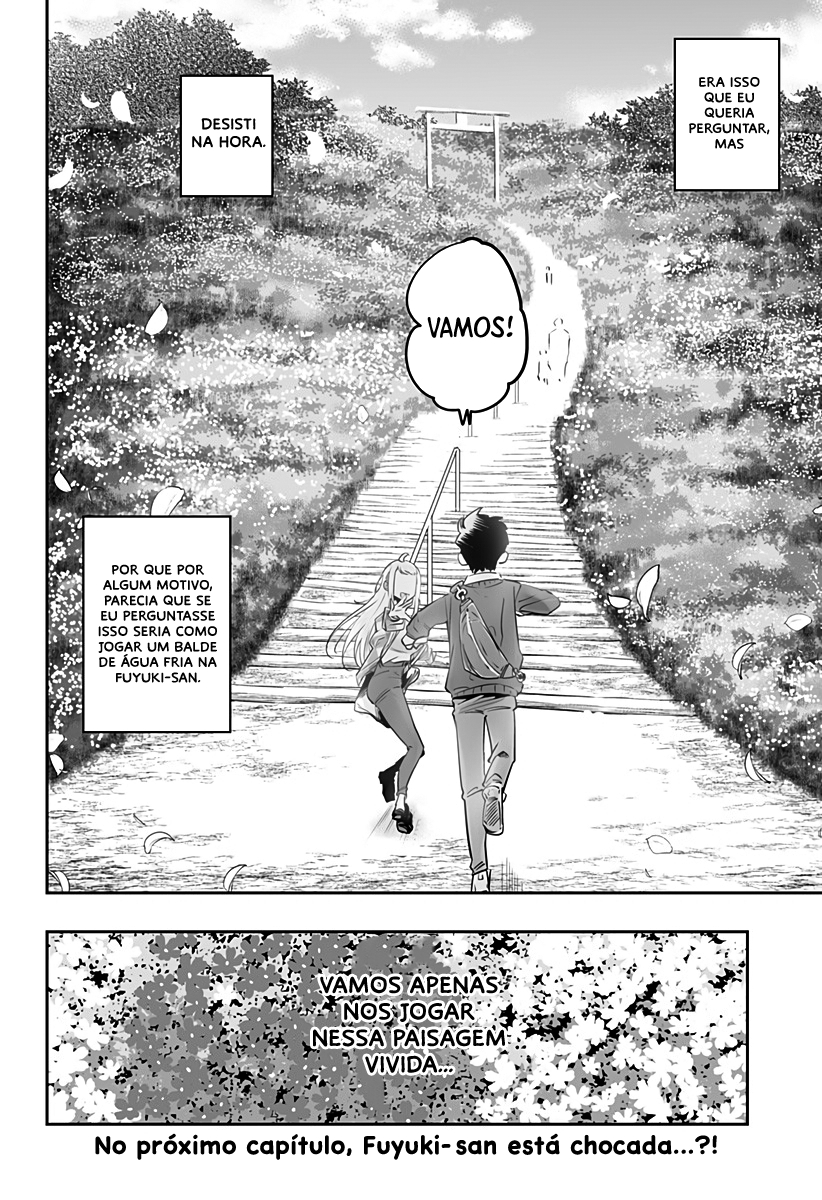 ERA ISSO
QUE EU
QUERIA
PERGUNTAR,
MAS
DESISTI
NA HORA.
VAMOS!
POR QUE POR
ALGUM MOTIVO,
PARECIA QUE SE
EU PERGUNTASSE
ISSO SERIA COMO
JOGAR UM BALDE
DE ÁGUA FRIA NA
FUYUKI-SAN.
VAMOS APENAS
NOS JOGAR
NESSA PAISAGEM
VIVIDA...
No próximo capítulo, Fuyuki-san está chocada...?!